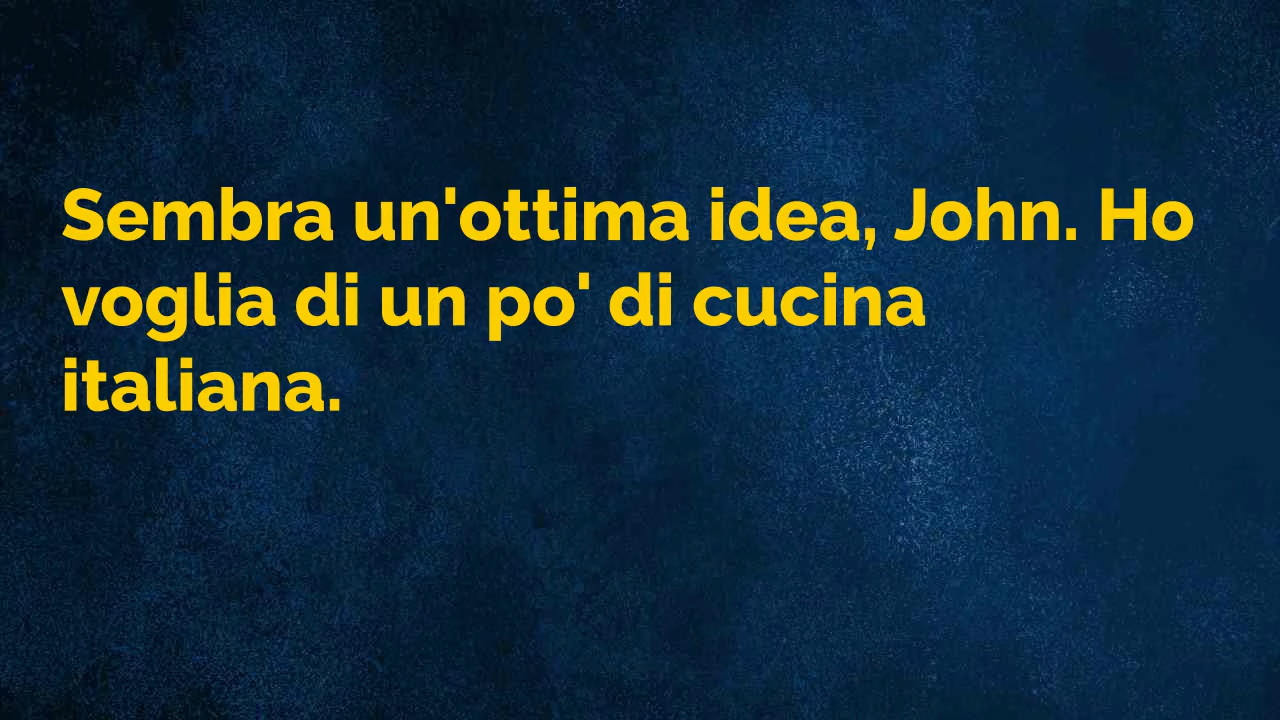 Sembra un'ottima idea, John. Ho
voglia di un po' di cucina
italiana.